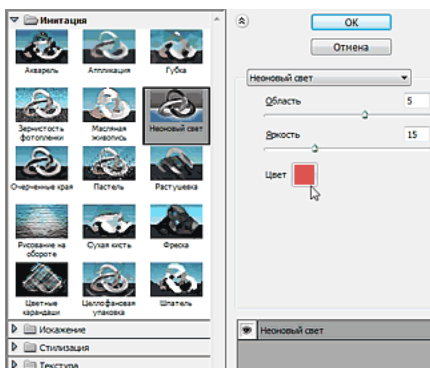 Имитация
Акварель
Аппликация
Губка
Зернистость
фотопленки
Масляная
живопись
Неоновый свет
Очерченные края
Пастель
Растушевка
Рисование на
обороте
Сухая кисть
Фреска
Цветные
карандаши
Целлофановая
упаковка
Шпатель
Искажение
Стилизация
Текстура
OK
Отмена
Неоновый свет
Область
5
Яркость
15
Цвет
Неоновый свет